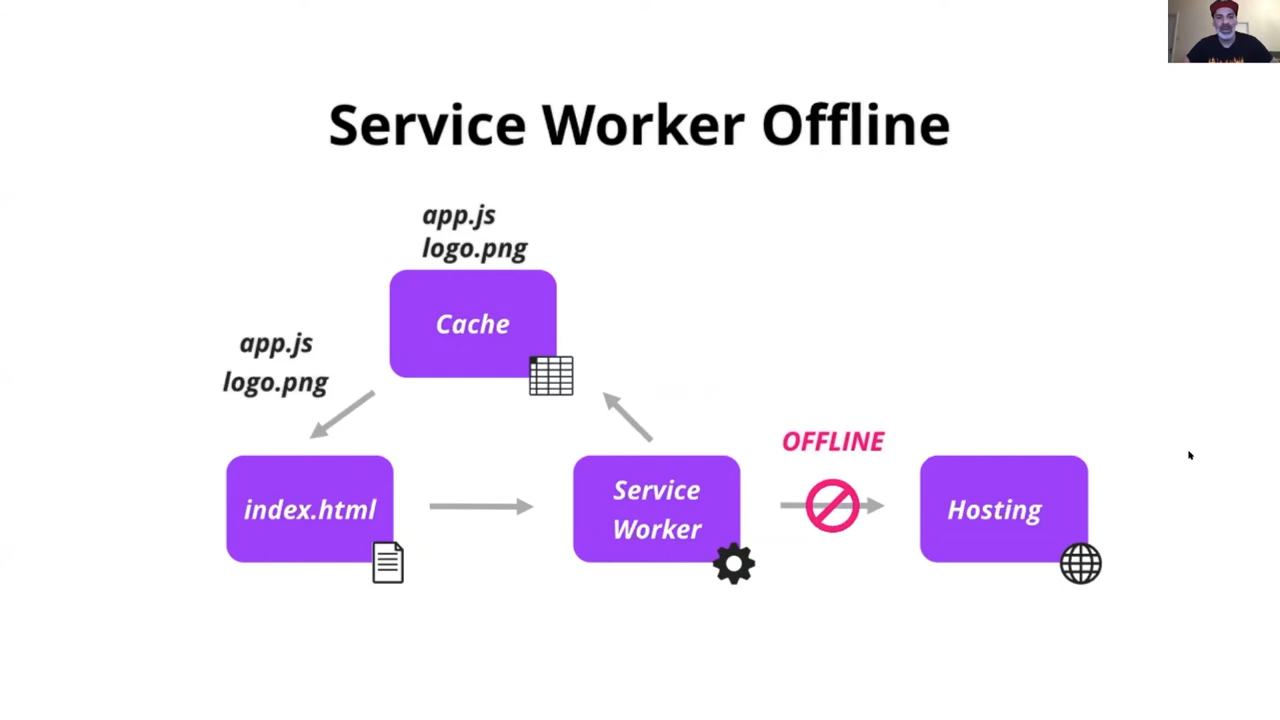 Service Worker Offline
app.js
logo.png
Cache
app.js
logo.png
OFFLINE
index.html
Service
Worker
Hosting